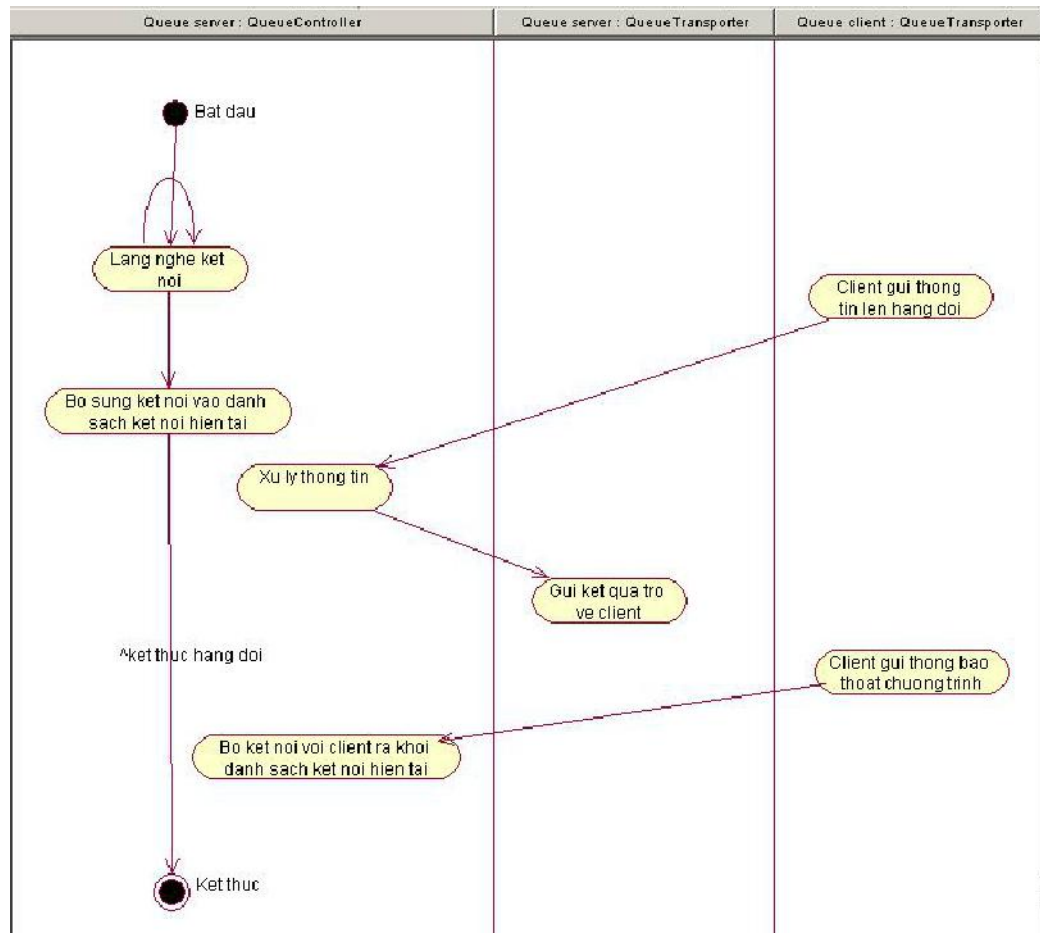 Queue server : QueueController
Queue server : QueueTransporter
Queue client : QueueTransporter
Bat dau
Lang nghe ket
noi
Client gui thong
tin len hang doi
Bo sung ket noi vao danh
sach ket noi hien tai
Xu ly thong tin
Gui ket qua tro
ve client
^ket thuc hang doi
Client gui thong bao
thoat chuong trinh
Bo ket noi voi client ra khoi
danh sach ket noi hien tai
Ket thuc